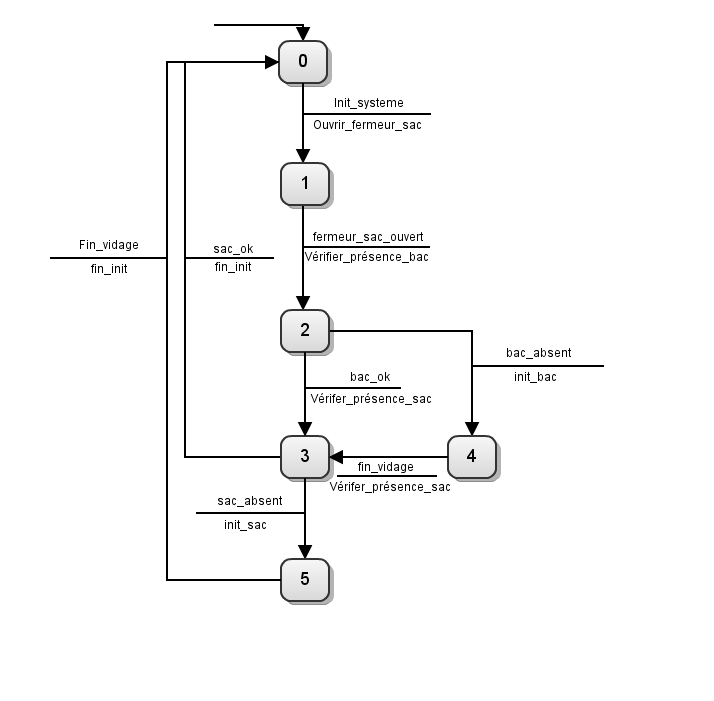 0
Init_systeme
Ouvrir_fermeur_sac
1
fermeur_sac_ouvert
Vérifier_présence_bac
Fin_vidage
fin_init
sac_ok
fin_init
2
bac_absent
init_bac
bac_ok
Vérifer_présence_sac
3
4
fin_vidage
Vérifer_présence_sac
sac_absent
init_sac
5